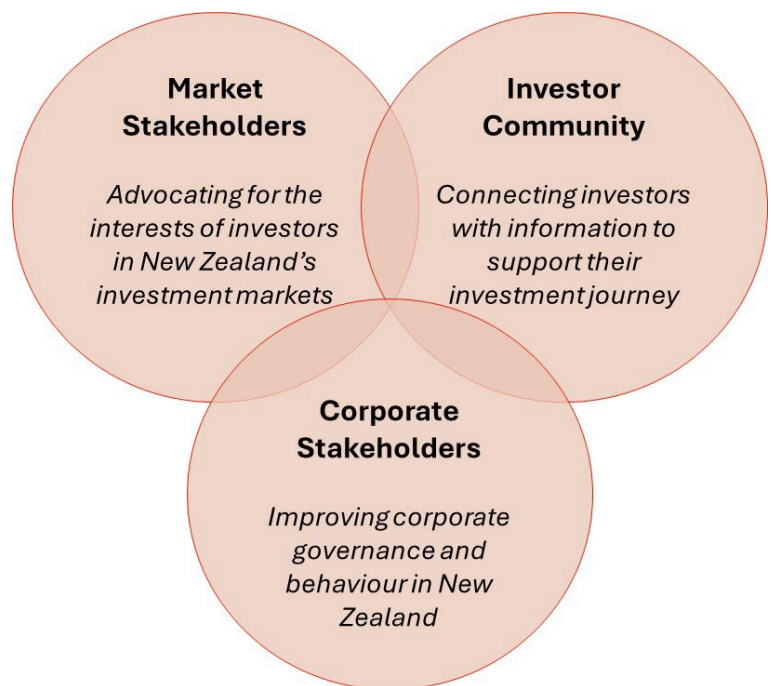 Market
Stakeholders
Advocating for the
interests of investors
in New Zealand’s
investment markets
Investor
Community
Connecting investors
with information to
support their
investment journey
Corporate
Stakeholders
Improving corporate
governance and
behaviour in New
Zealand